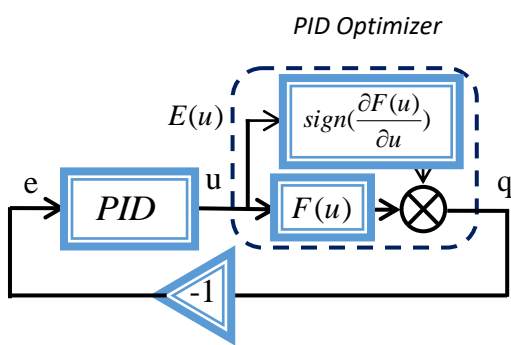 PID Optimizer
sign(∂F(u)/∂u)
E(u)
e
PID
u
F(u)
q
-1